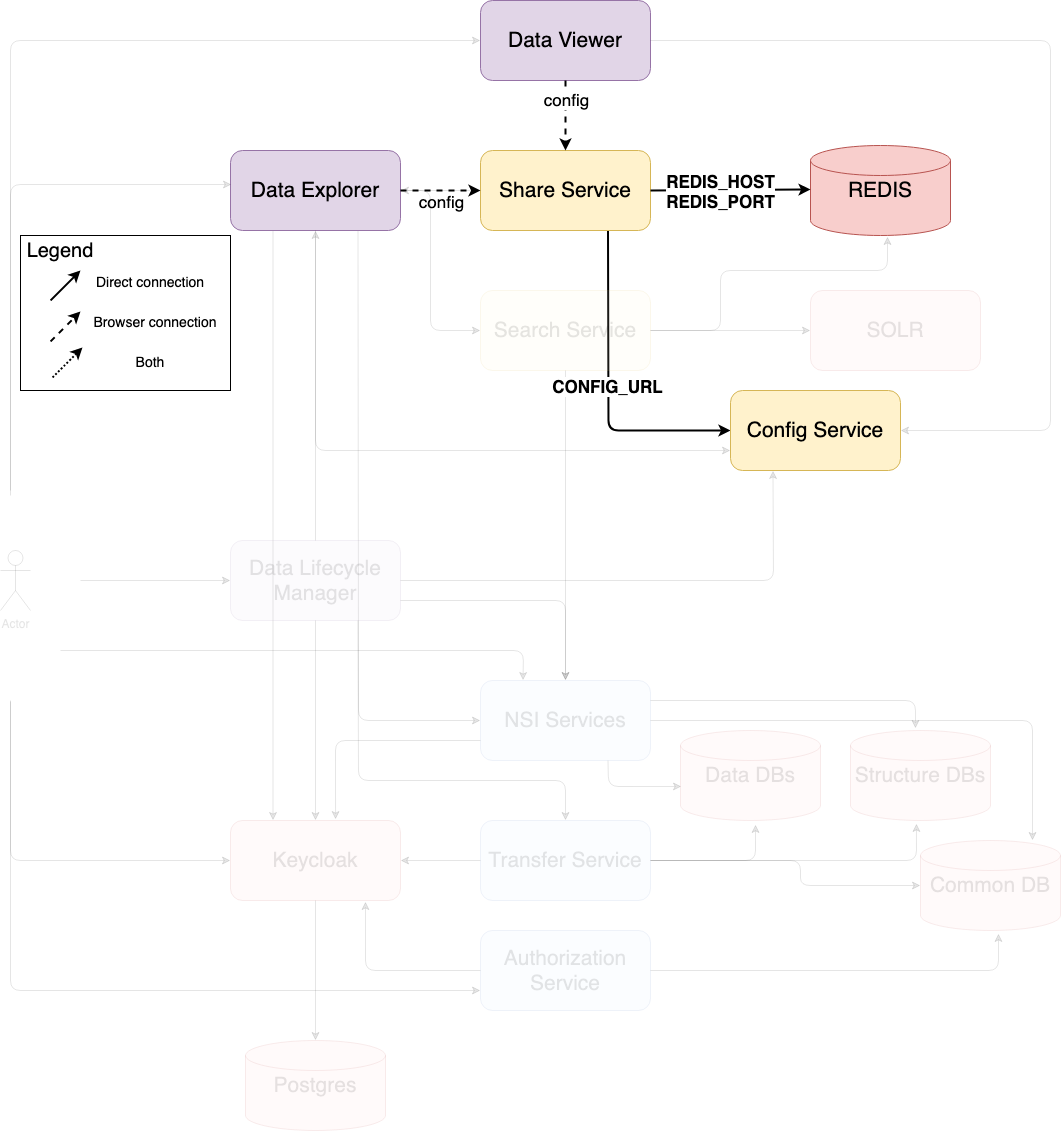 Data Viewer
config
Data Explorer
config
Share Service
REDIS_HOST
REDIS_PORT
REDIS
Legend
Direct connection
Browser connection
Both
Search Service
SOLR
CONFIG_URL
Config Service
Data Lifecycle
Manager
Actor
NSI Services
Data DBs
Structure DBs
Keycloak
Transfer Service
Common DB
Authorization
Service
Postgres